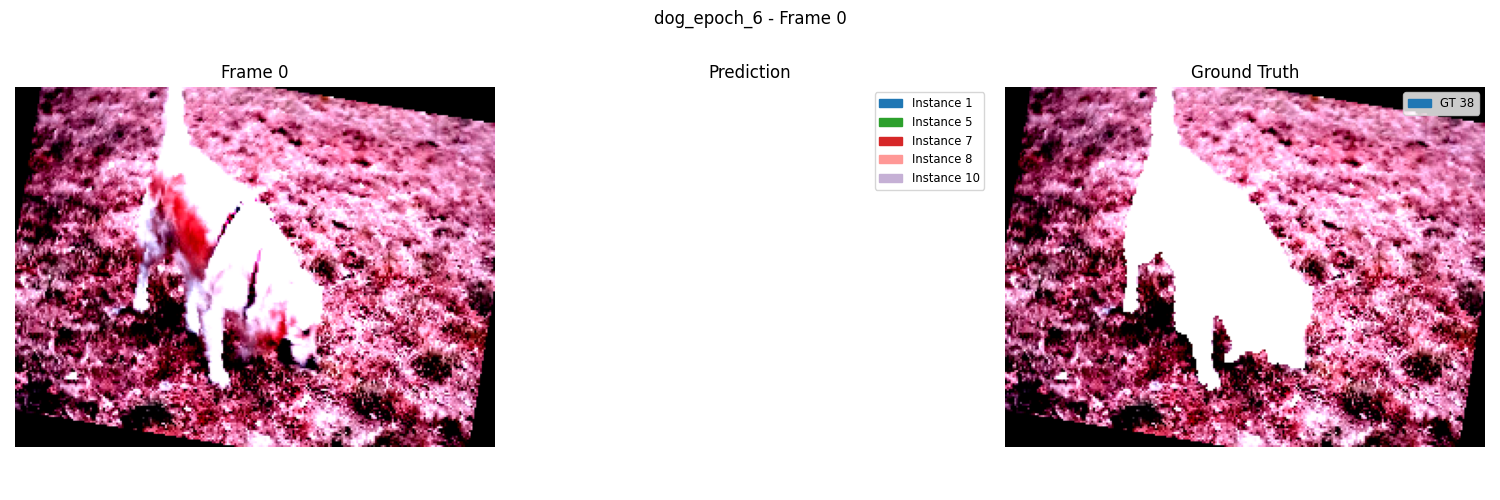 dog_epoch_6 - Frame 0
Frame 0
Prediction
Ground Truth
Instance 1
Instance 5
Instance 7
Instance 8
Instance 10
GT 38